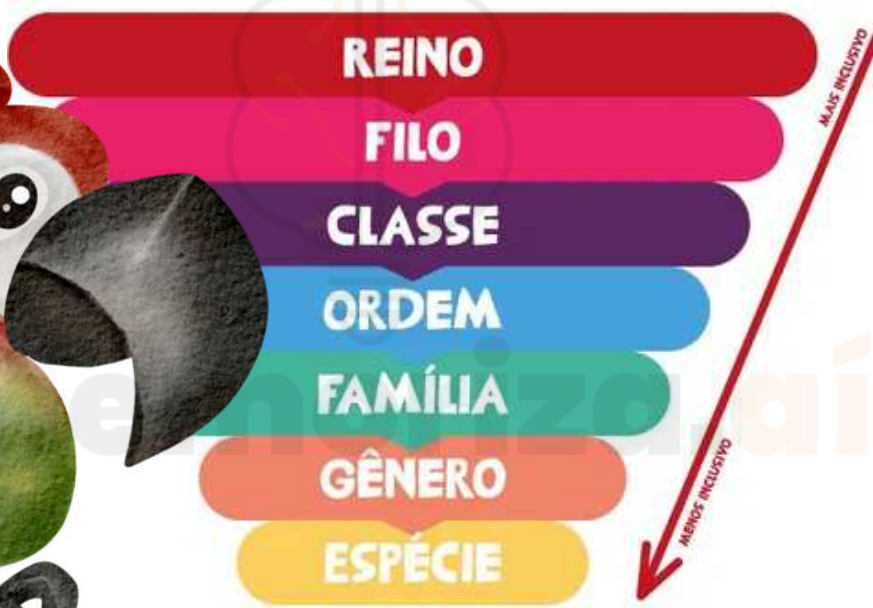 REINO
MAIS INCLUSIVO
FILO
CLASSE
ORDEM
FAMÍLIA
GÊNERO
MENOS INCLUSIVO
ESPÉCIE